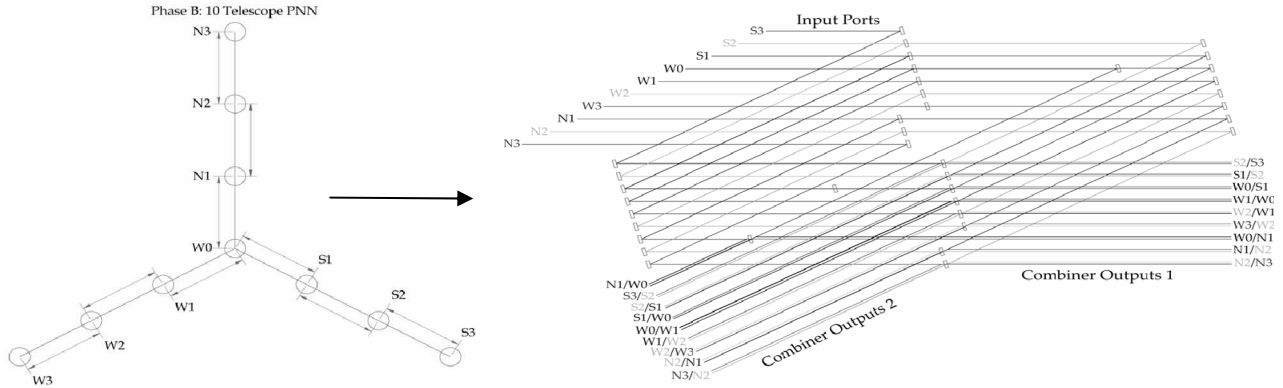 Phase B: 10 Telescope PNN
N3
N2
N1
W0
S1
W1
S2
W2
S3
W3
Input Ports
S3
S2
S1
W0
W1
W2
W3
N1
N2
N3
S2/S3
S1/S2
W0/S1
W1/W0
W2/W1
W3/W2
W0/N1
N1/N2
N2/N3
Combiner Outputs 1
N1/W0
S3/S2
S2/S1
S1/W0
W0/W1
W1/W2
W2/W3
N2/N1
N3/N2
Combiner Outputs 2